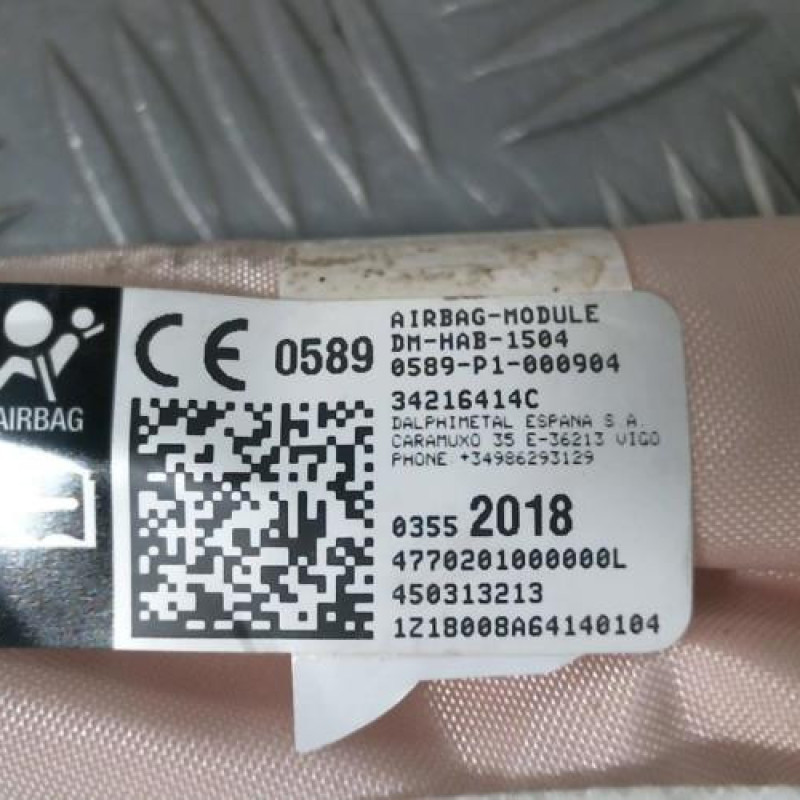 AIRBAG
CE 0589
AIRBAG-MODULE
DM-HAB-1504
0589-P1-000904
34216414C
DALPHIMETAL ESPANA S.A.
CARAMUXO 35 E-36213 VIGO
PHONE: +34986293129
0355 2018
4770201000000L
450313213
1Z18008A64140104